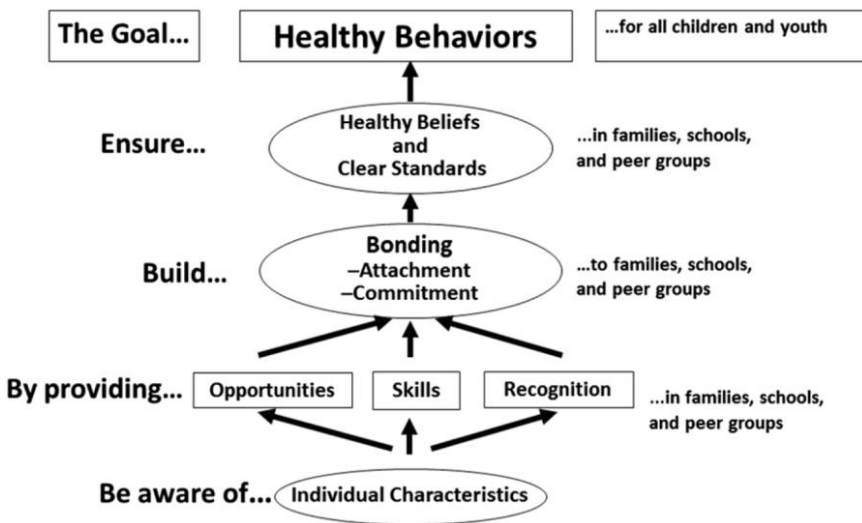 The Goal...
Healthy Behaviors
...for all children and youth
Ensure...
Healthy Beliefs
and
Clear Standards
...in families, schools,
and peer groups
Build...
Bonding
–Attachment
–Commitment
...to families, schools,
and peer groups
By providing...
Opportunities
Skills
Recognition
...in families, schools,
and peer groups
Be aware of...
Individual Characteristics